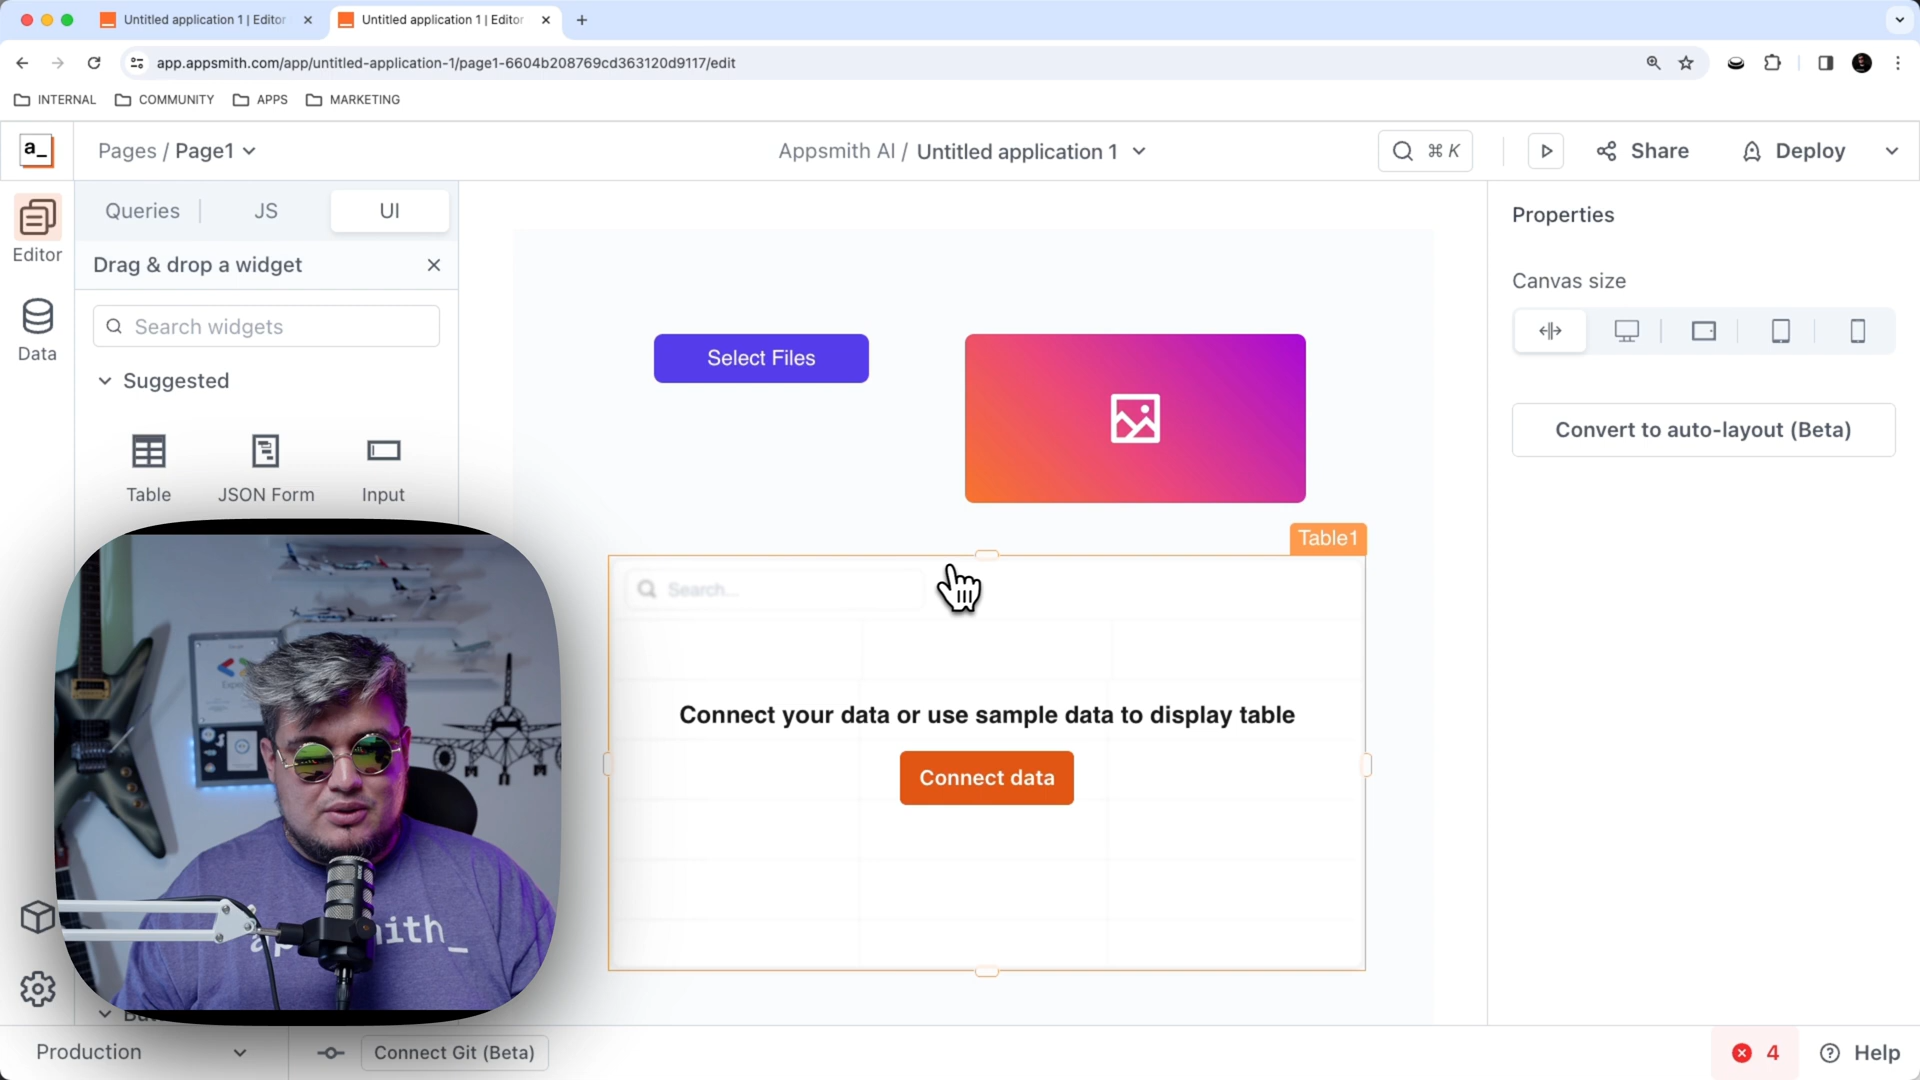 Untitled application 1 | Editor
Untitled application 1 | Editor
app.appsmith.com/app/untitled-application-1/page1-6604b208769cd363120d9117/edit
INTERNAL
COMMUNITY
APPS
MARKETING
a_
Pages / Page1
Appsmith AI / Untitled application 1
⌘ K
Share
Deploy
Editor
Data
Queries
JS
UI
Drag & drop a widget
Search widgets
Suggested
Table
JSON Form
Input
Select Files
Table1
Search...
Connect your data or use sample data to display table
Connect data
Properties
Canvas size
Convert to auto-layout (Beta)
Production
Connect Git (Beta)
4
Help